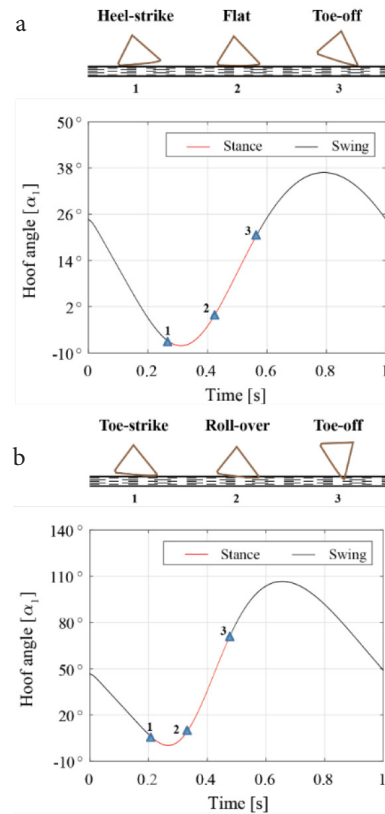 a
Heel-strike Flat Toe-off
1 2 3
50°
38°
26°
14°
2°
-10°
Hoof angle [α₁]
Stance Swing
1
2
3
0 0.2 0.4 0.6 0.8 1
Time [s]
b
Toe-strike Roll-over Toe-off
1 2 3
140°
110°
80°
50°
20°
-10°
Hoof angle [α₁]
Stance Swing
1
2
3
0 0.2 0.4 0.6 0.8 1
Time [s]